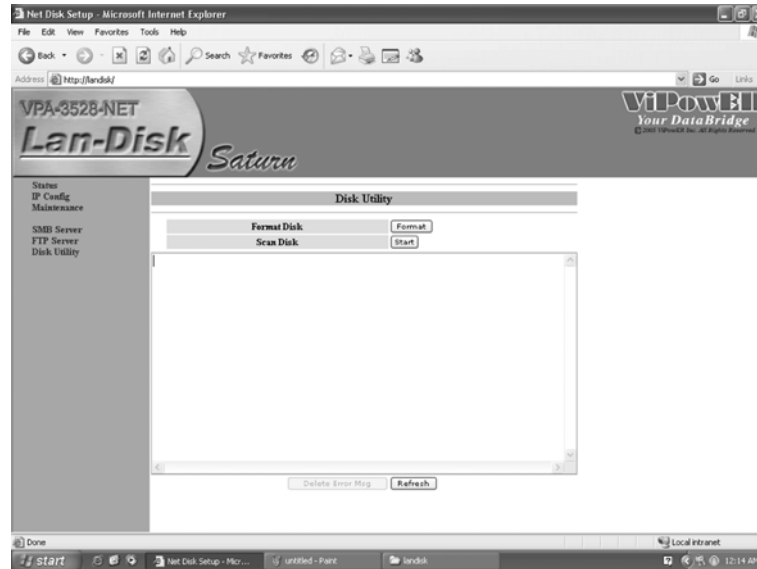 Net Disk Setup - Microsoft Internet Explorer
File Edit View Favorites Tools Help
Back Search Favorites
Address http://landisk/ Go Links
VPA-3528-NET
Lan-Disk
Saturn
Your DataBridge
Status
IP Config
Maintenance
SMB Server
FTP Server
Disk Utility
Disk Utility
Format Disk Format
Scan Disk Start
Delete Error Msg Refresh
Done Local intranet
start Net Disk Setup - Micr... untitled - Paint landisk 12:14 AM